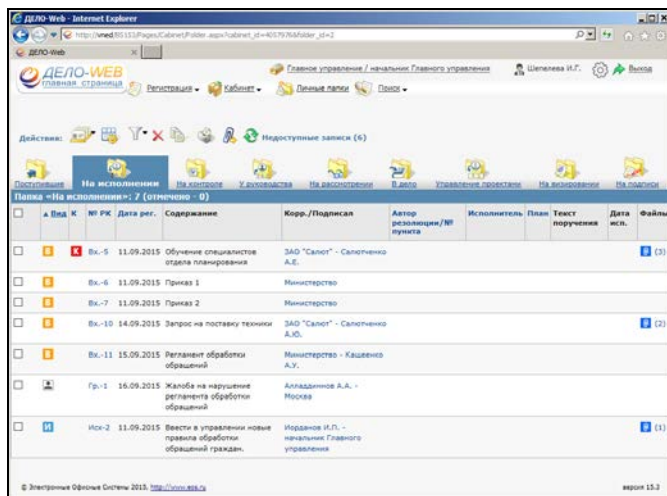 ДЕЛО-Web - Internet Explorer
ДЕЛО-Web
ДЕЛО-WEB
главная страница
Главное управление / начальник Главного управления
Шепелева И.Г.
Выход
Регистрация
Кабинет
Личные папки
Поиск
Действия:
Недоступные записи (6)
Поступившие
На исполнении
На контроле
У руководства
На рассмотрении
В дело
Управление проектами
На визировании
На подписи
Папка «На исполнении»: 7 (отмечено - 0)
Вид К № РК Дата рег. Содержание Корр./Подписал Автор резолюции/№ пункта Исполнитель План Текст поручения Дата исп. Файлы
В К Вх.-5 11.09.2015 Обучение специалистов отдела планирования ЗАО "Салют" - Салютченко А.Е. (3)
В Вх.-6 11.09.2015 Приказ 1 Министерство
В Вх.-7 11.09.2015 Приказ 2 Министерство
В Вх.-10 14.09.2015 Запрос на поставку техники ЗАО "Салют" - Салютченко А.Ю. (2)
В Вх.-11 15.09.2015 Регламент обработки обращений Министерство - Кащеенко А.У.
Гр.-1 16.09.2015 Жалоба на нарушение регламента обработки обращений Алладдиннов А.А. - Москва
И Исх-2 11.09.2015 Ввести в управлении новые правила обработки обращений граждан. Иорданов И.П. - начальник Главного управления (1)
© Электронные Офисные Системы 2015, http://www.eos.ru
версия 15.2